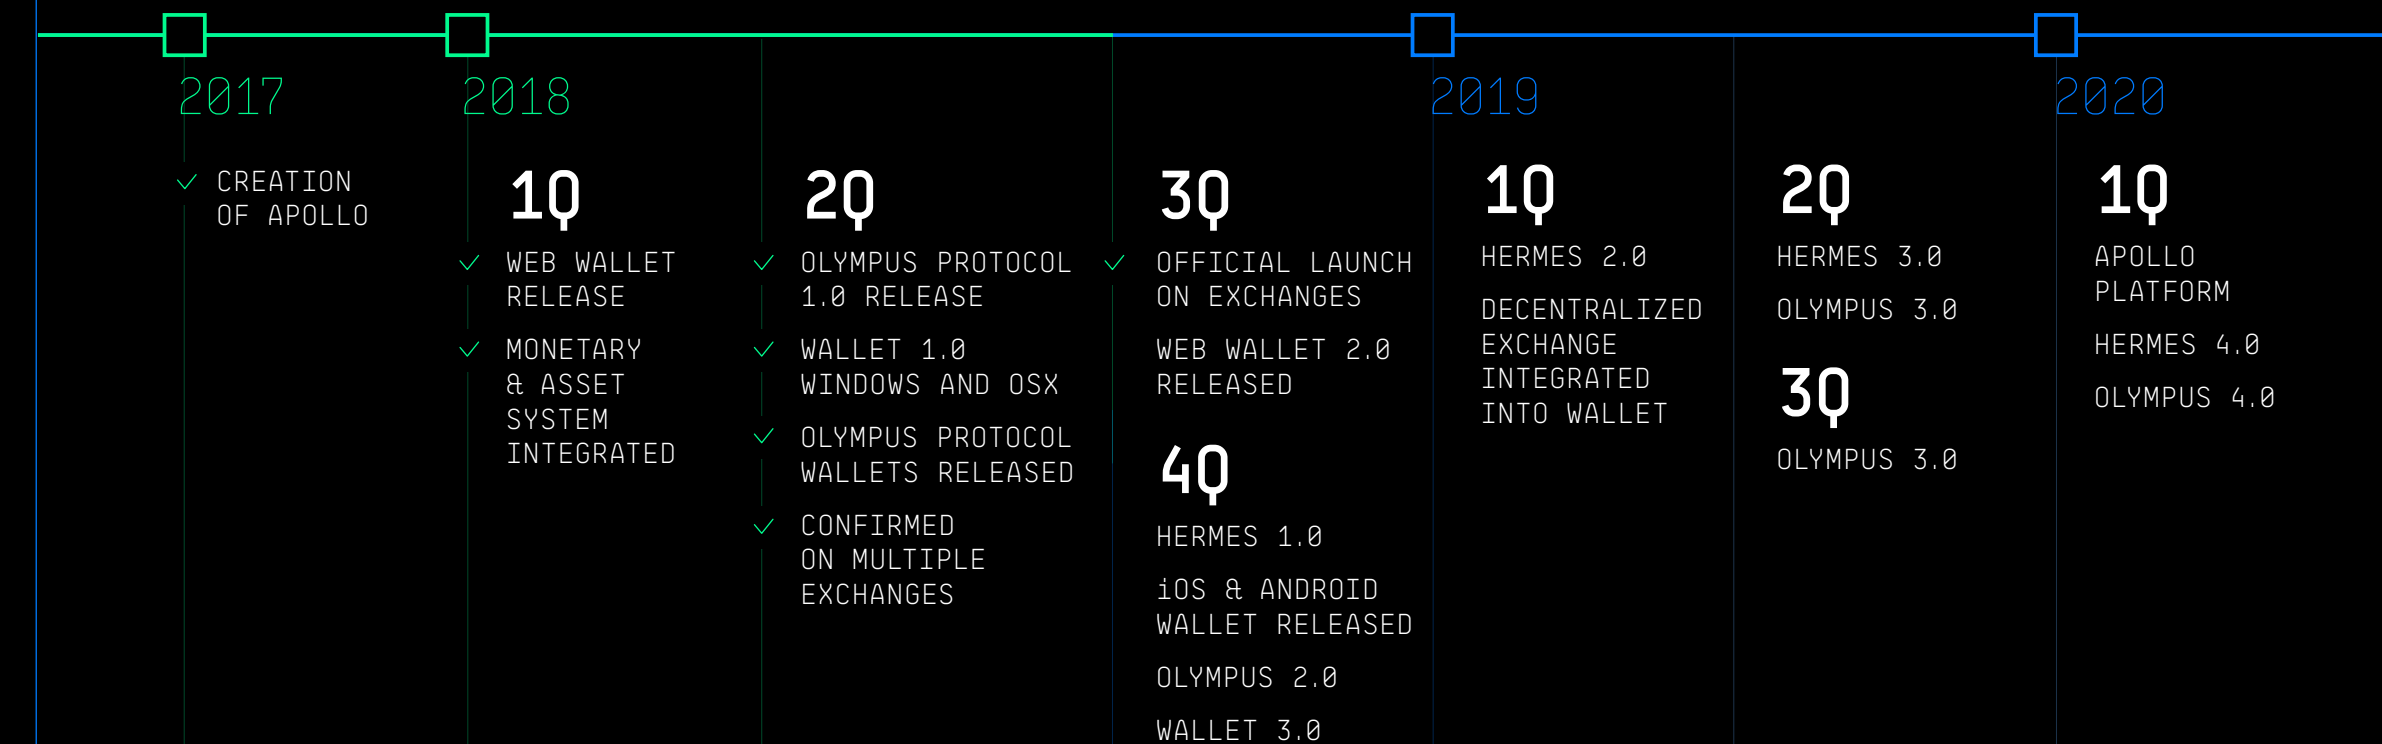 2017
CREATION
OF APOLLO
2018
1Q
WEB WALLET
RELEASE
MONETARY
& ASSET
SYSTEM
INTEGRATED
2Q
OLYMPUS PROTOCOL
1.0 RELEASE
WALLET 1.0
WINDOWS AND OSX
OLYMPUS PROTOCOL
WALLETS RELEASED
CONFIRMED
ON MULTIPLE
EXCHANGES
3Q
OFFICIAL LAUNCH
ON EXCHANGES
WEB WALLET 2.0
RELEASED
4Q
HERMES 1.0
iOS & ANDROID
WALLET RELEASED
OLYMPUS 2.0
WALLET 3.0
2019
1Q
HERMES 2.0
DECENTRALIZED
EXCHANGE
INTEGRATED
INTO WALLET
2Q
HERMES 3.0
OLYMPUS 3.0
3Q
OLYMPUS 3.0
2020
1Q
APOLLO
PLATFORM
HERMES 4.0
OLYMPUS 4.0